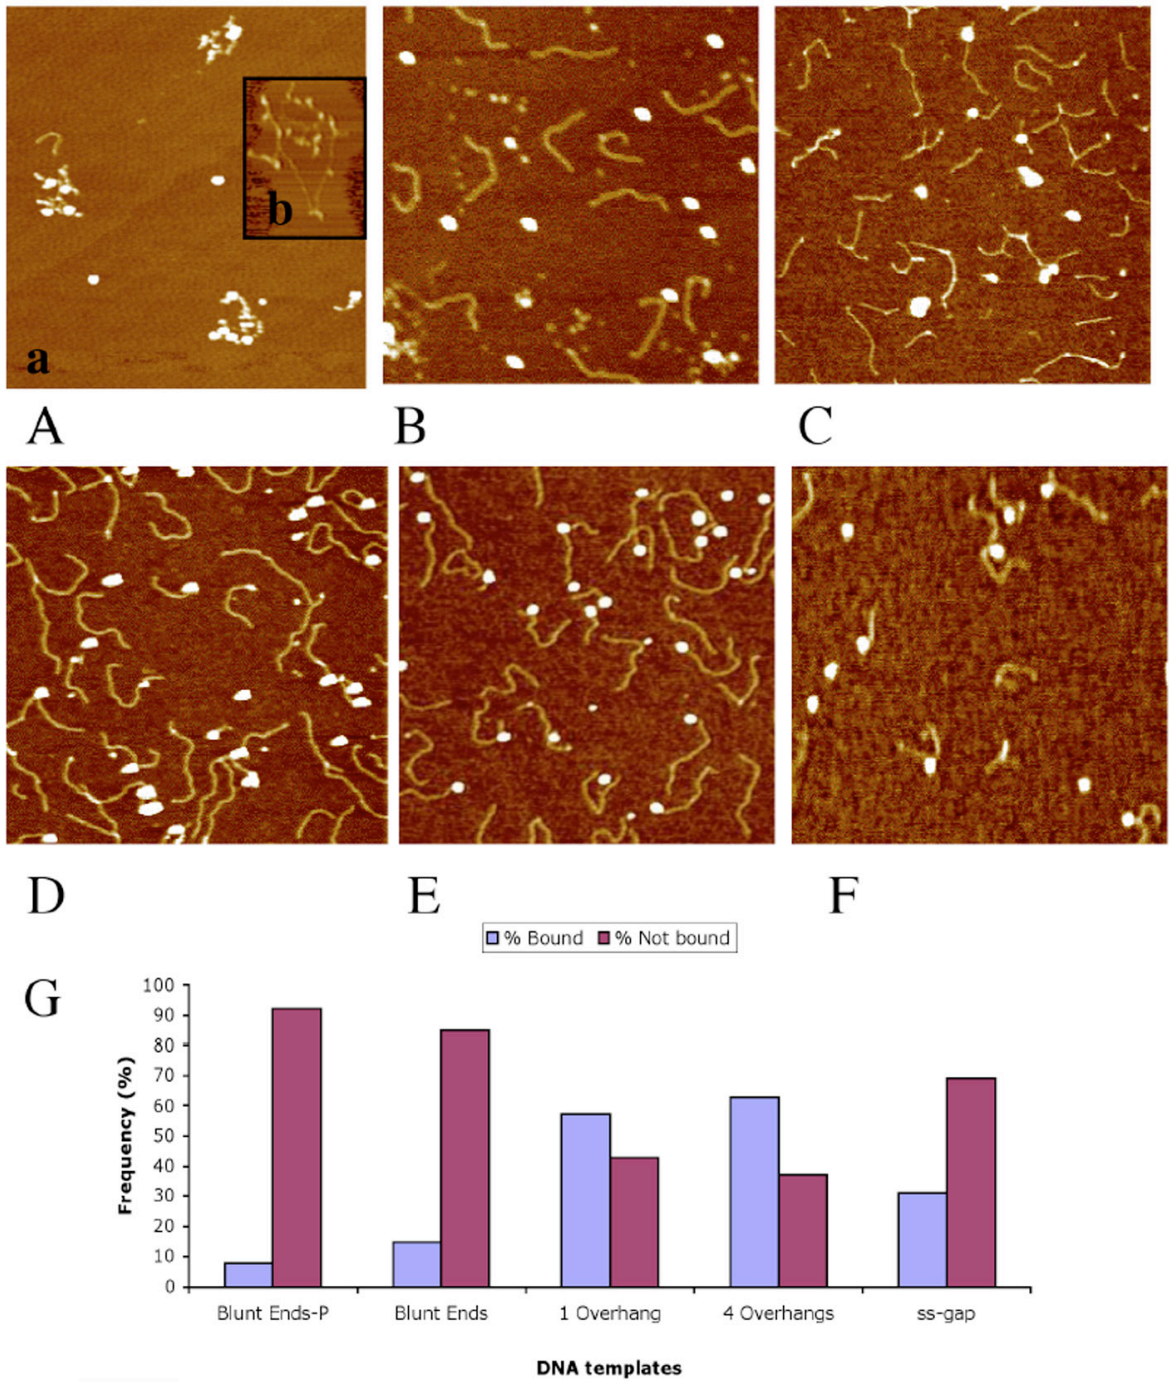 b
a
A
B
C
D
E
F
% Bound % Not bound
G
100
90
80
70
60
50
40
30
20
10
0
Frequency (%)
Blunt Ends-P Blunt Ends 1 Overhang 4 Overhangs ss-gap
DNA templates